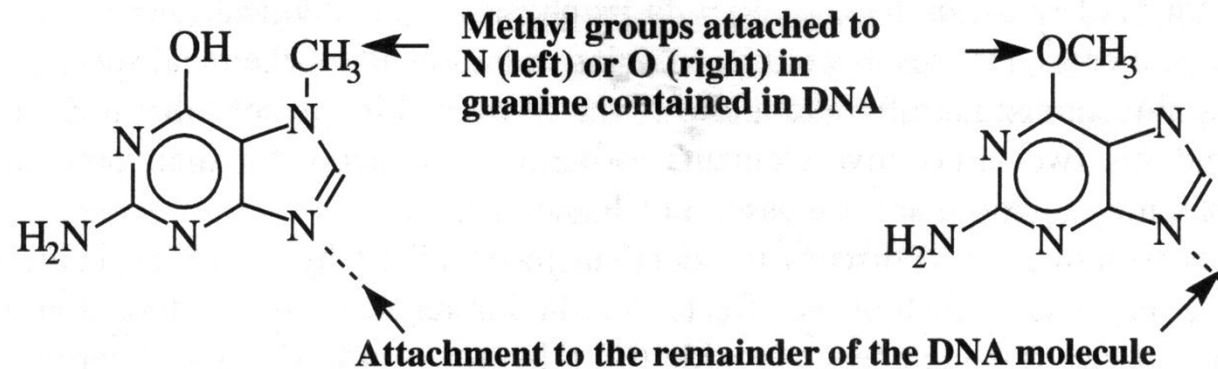 OH
CH3
Methyl groups attached to
N (left) or O (right) in
guanine contained in DNA
OCH3
N
N
N
N
H2N
N
N
N
N
H2N
Attachment to the remainder of the DNA molecule